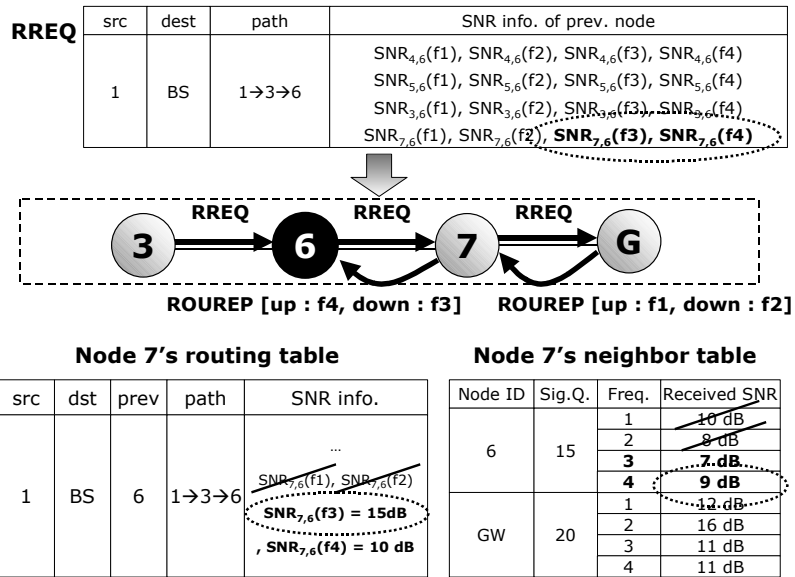 RREQ
src dest path SNR info. of prev. node
1 BS 1→3→6
SNR4,6(f1), SNR4,6(f2), SNR4,6(f3), SNR4,6(f4)
SNR5,6(f1), SNR5,6(f2), SNR5,6(f3), SNR5,6(f4)
SNR3,6(f1), SNR3,6(f2), SNR3,6(f3), SNR3,6(f4)
SNR7,6(f1), SNR7,6(f2), SNR7,6(f3), SNR7,6(f4)
RREQ RREQ RREQ
3 6 7 G
ROUREP [up : f4, down : f3] ROUREP [up : f1, down : f2]
Node 7's routing table
src dst prev path SNR info.
1 BS 6 1→3→6
...
SNR7,6(f1), SNR7,6(f2)
SNR7,6(f3) = 15dB
, SNR7,6(f4) = 10 dB
Node 7's neighbor table
Node ID Sig.Q. Freq. Received SNR
6 15
1 10 dB
2 8 dB
3 7 dB
4 9 dB
GW 20
1 12 dB
2 16 dB
3 11 dB
4 11 dB